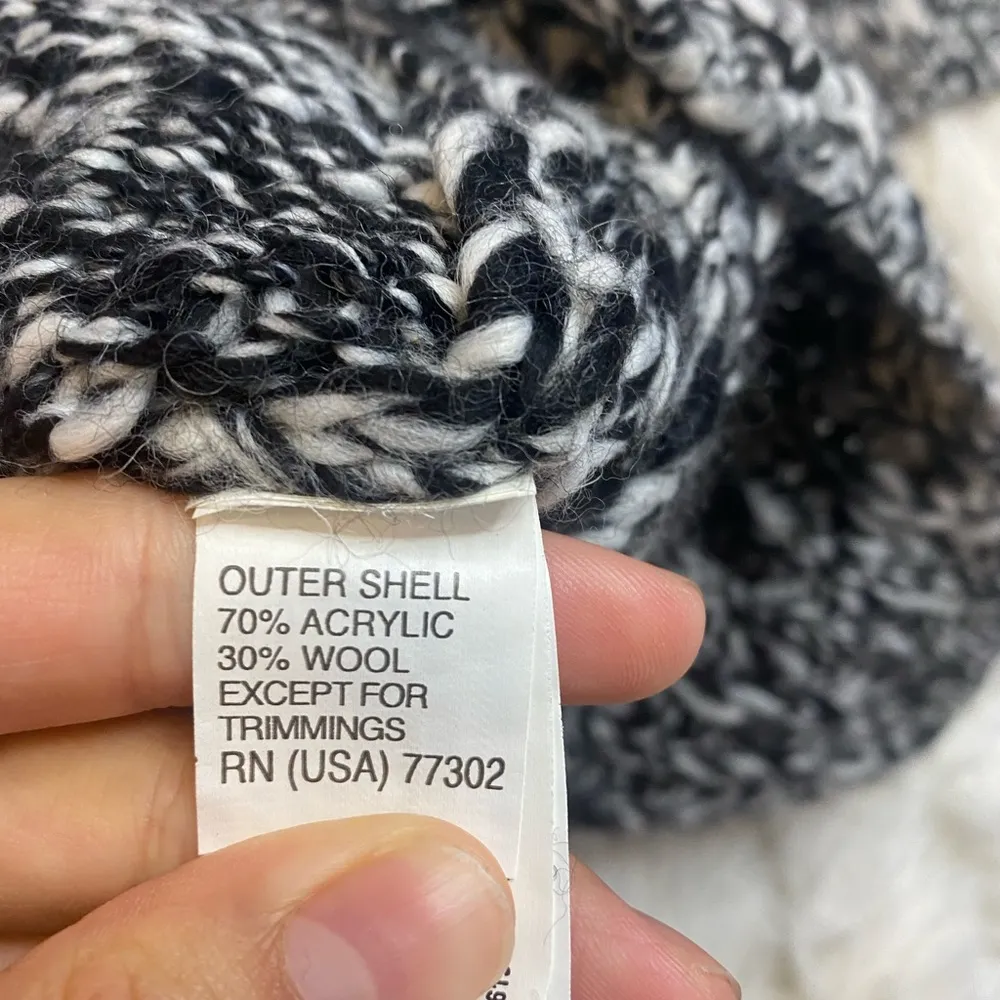 OUTER SHELL
70% ACRYLIC
30% WOOL
EXCEPT FOR
TRIMMINGS
RN (USA) 77302